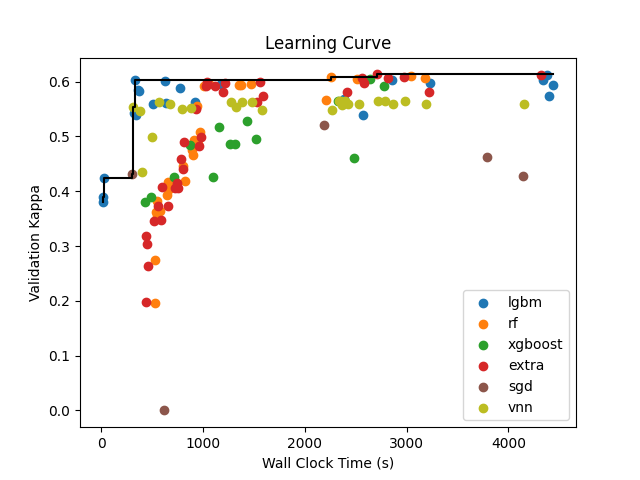 Learning Curve
0.6
0.5
0.4
0.3
0.2
0.1
0.0
Validation Kappa
0
1000
2000
3000
4000
Wall Clock Time (s)
lgbm
rf
xgboost
extra
sgd
vnn